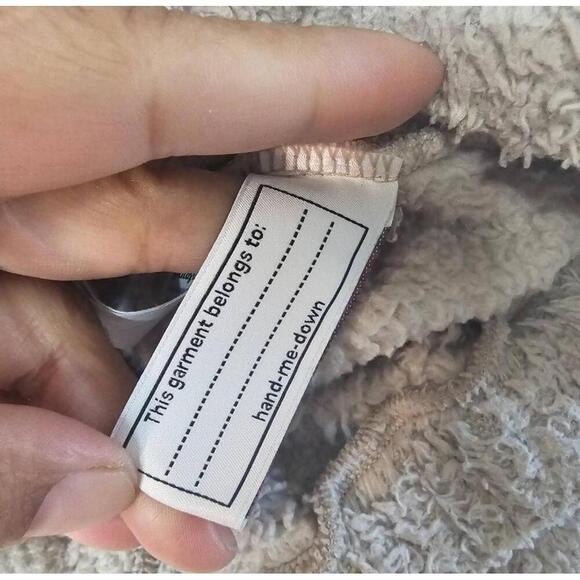 This garment belongs to:
hand-me-down